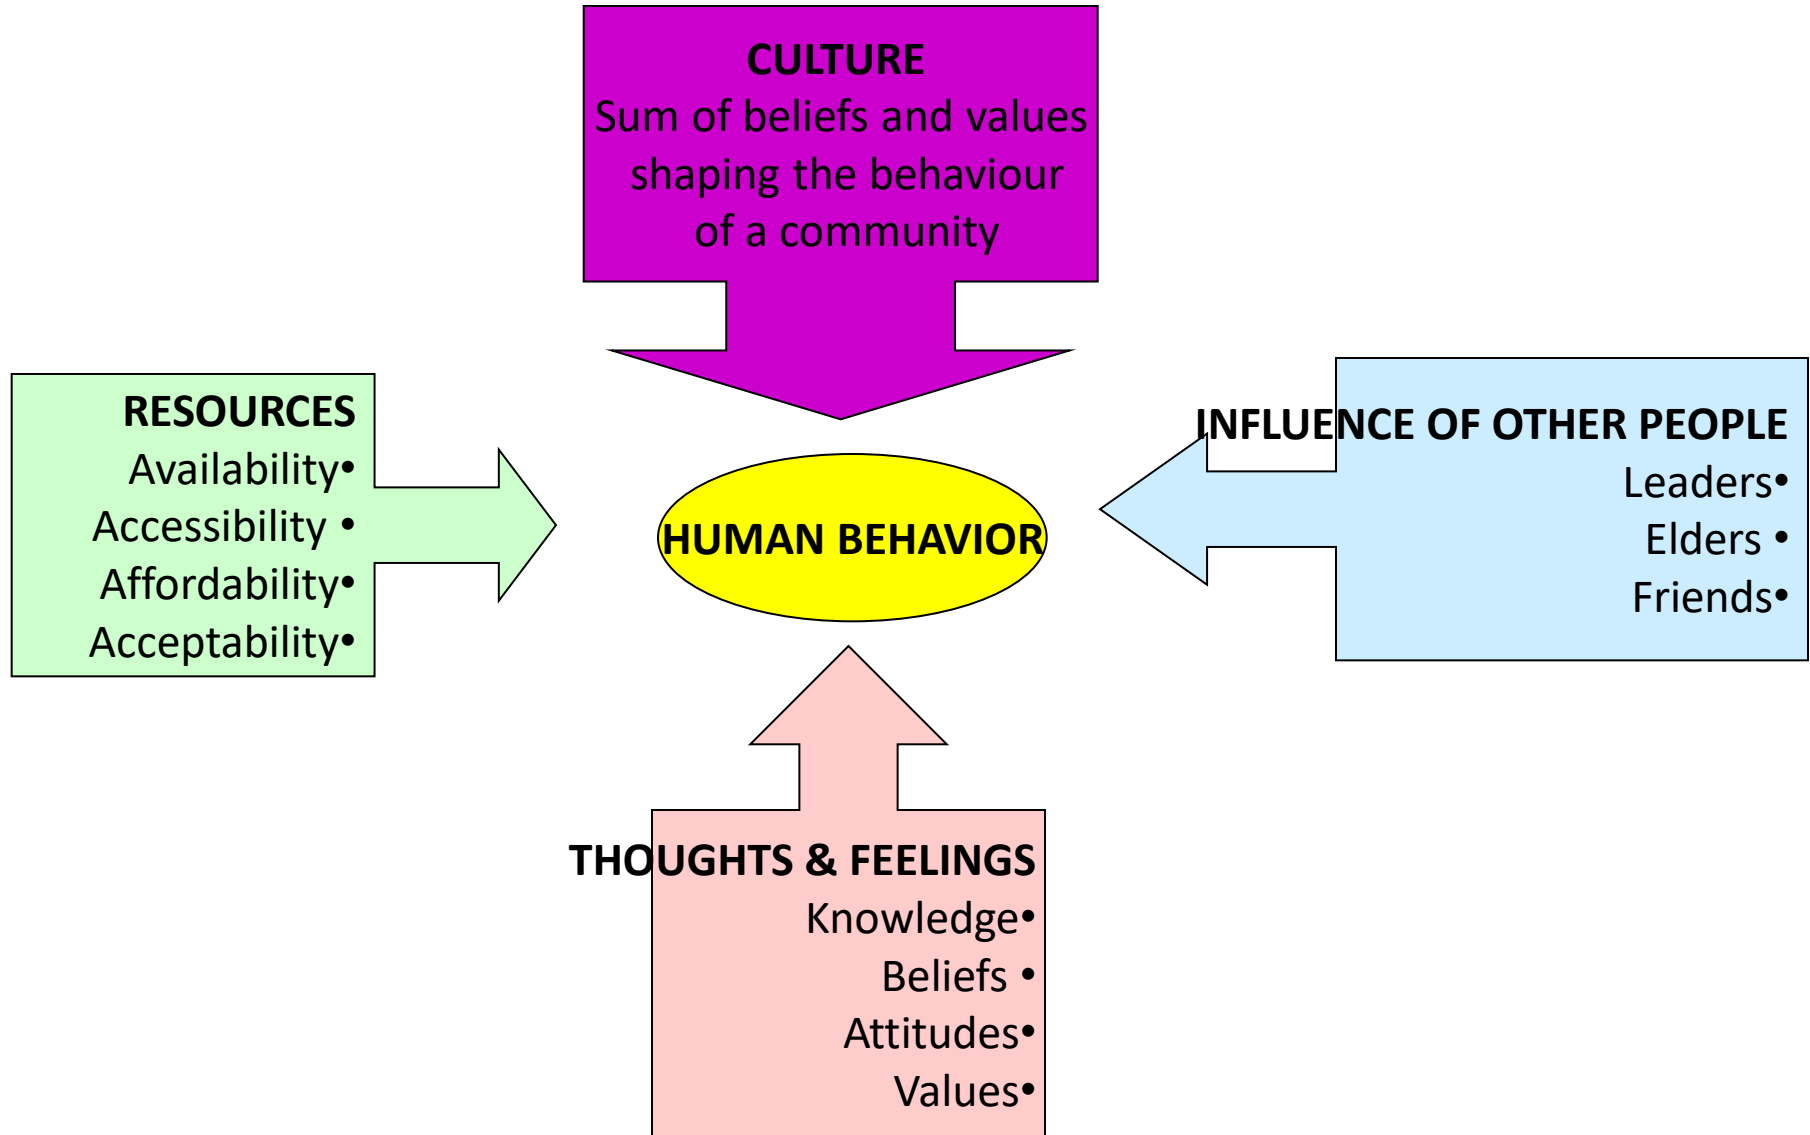 CULTURE
Sum of beliefs and values
shaping the behaviour
of a community
RESOURCES
Availability•
Accessibility •
Affordability•
Acceptability•
HUMAN BEHAVIOR
INFLUENCE OF OTHER PEOPLE
Leaders•
Elders •
Friends•
THOUGHTS & FEELINGS
Knowledge•
Beliefs •
Attitudes•
Values•